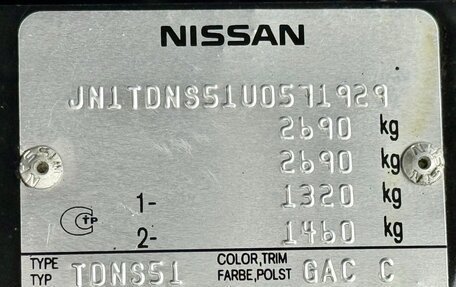 NISSAN
JN1TDNS51U0571929
2690 kg
2690 kg
1- 1320 kg
2- 1460 kg
TYPE TYP TDNS51 COLOR,TRIM FARBE,POLST GAC C